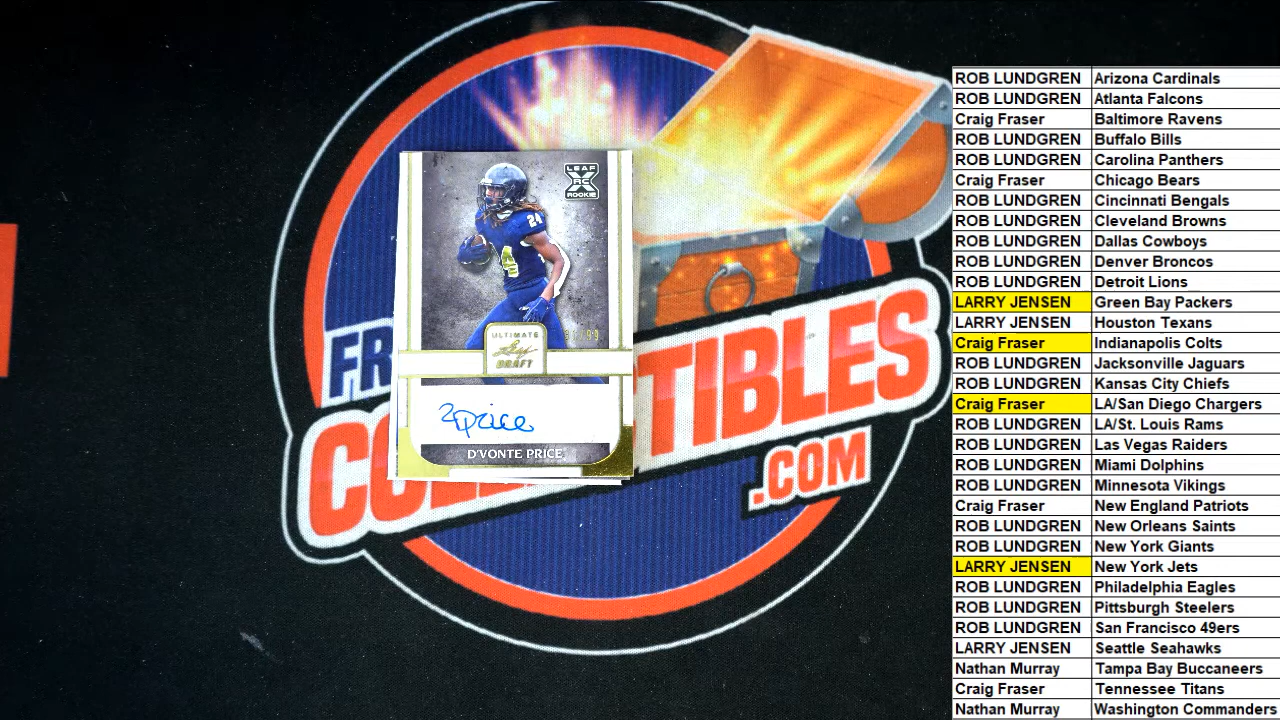 LEAF
RC
ROOKIE
24
ULTIMATE
Leaf
DRAFT
Price
D'VONTE PRICE
FR
COL
TIBLES
.COM
ROB LUNDGREN Arizona Cardinals
ROB LUNDGREN Atlanta Falcons
Craig Fraser Baltimore Ravens
ROB LUNDGREN Buffalo Bills
ROB LUNDGREN Carolina Panthers
Craig Fraser Chicago Bears
ROB LUNDGREN Cincinnati Bengals
ROB LUNDGREN Cleveland Browns
ROB LUNDGREN Dallas Cowboys
ROB LUNDGREN Denver Broncos
ROB LUNDGREN Detroit Lions
LARRY JENSEN Green Bay Packers
LARRY JENSEN Houston Texans
Craig Fraser Indianapolis Colts
ROB LUNDGREN Jacksonville Jaguars
ROB LUNDGREN Kansas City Chiefs
Craig Fraser LA/San Diego Chargers
ROB LUNDGREN LA/St. Louis Rams
ROB LUNDGREN Las Vegas Raiders
ROB LUNDGREN Miami Dolphins
ROB LUNDGREN Minnesota Vikings
Craig Fraser New England Patriots
ROB LUNDGREN New Orleans Saints
ROB LUNDGREN New York Giants
LARRY JENSEN New York Jets
ROB LUNDGREN Philadelphia Eagles
ROB LUNDGREN Pittsburgh Steelers
ROB LUNDGREN San Francisco 49ers
LARRY JENSEN Seattle Seahawks
Nathan Murray Tampa Bay Buccaneers
Craig Fraser Tennessee Titans
Nathan Murray Washington Commanders